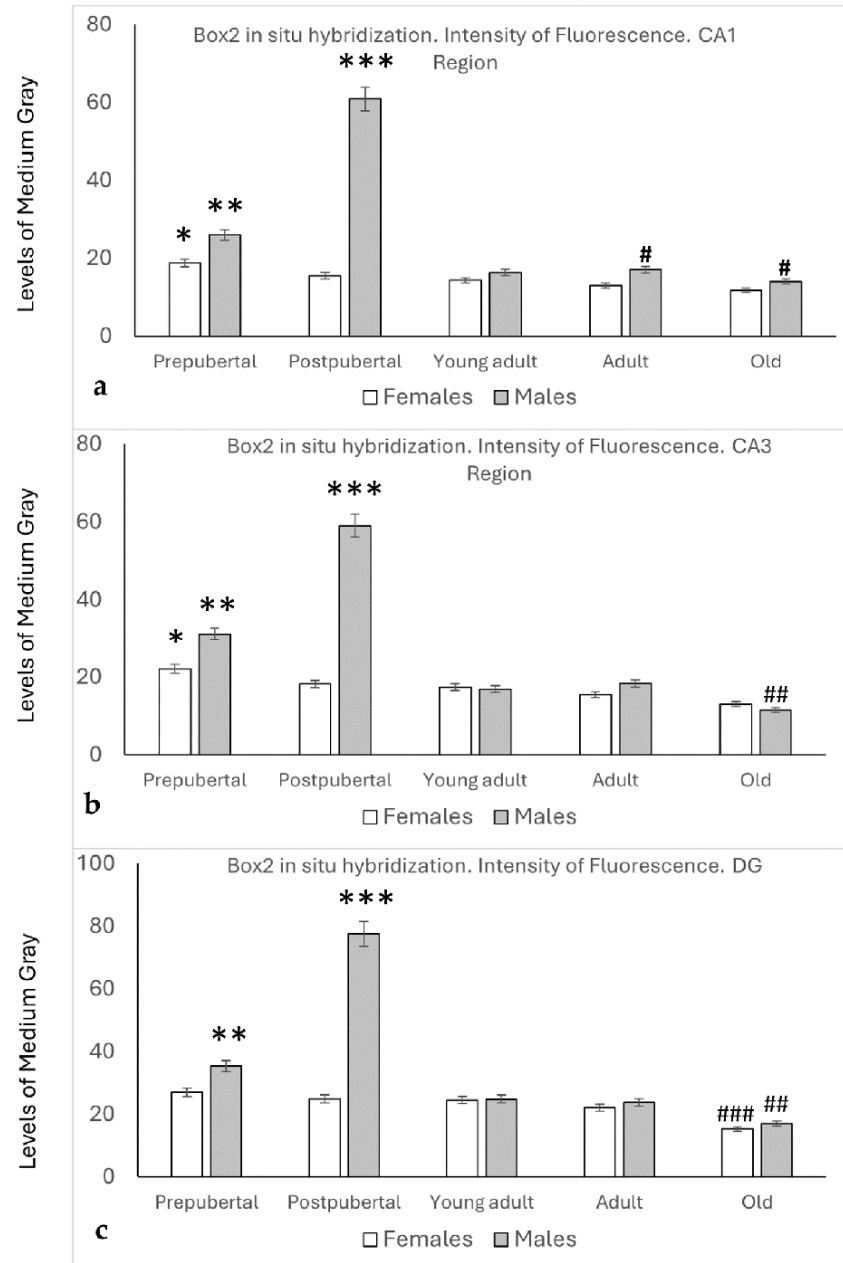 Box2 in situ hybridization. Intensity of Fluorescence. CA1
Region
Levels of Medium Gray
80
60
40
20
0
*
**
***
#
#
Prepubertal Postpubertal Young adult Adult Old
a
Females Males
Box2 in situ hybridization. Intensity of Fluorescence. CA3
Region
Levels of Medium Gray
80
60
40
20
0
*
**
***
##
Prepubertal Postpubertal Young adult Adult Old
b
Females Males
Box2 in situ hybridization. Intensity of Fluorescence. DG
Levels of Medium Gray
100
80
60
40
20
0
**
***
###
##
Prepubertal Postpubertal Young adult Adult Old
c
Females Males